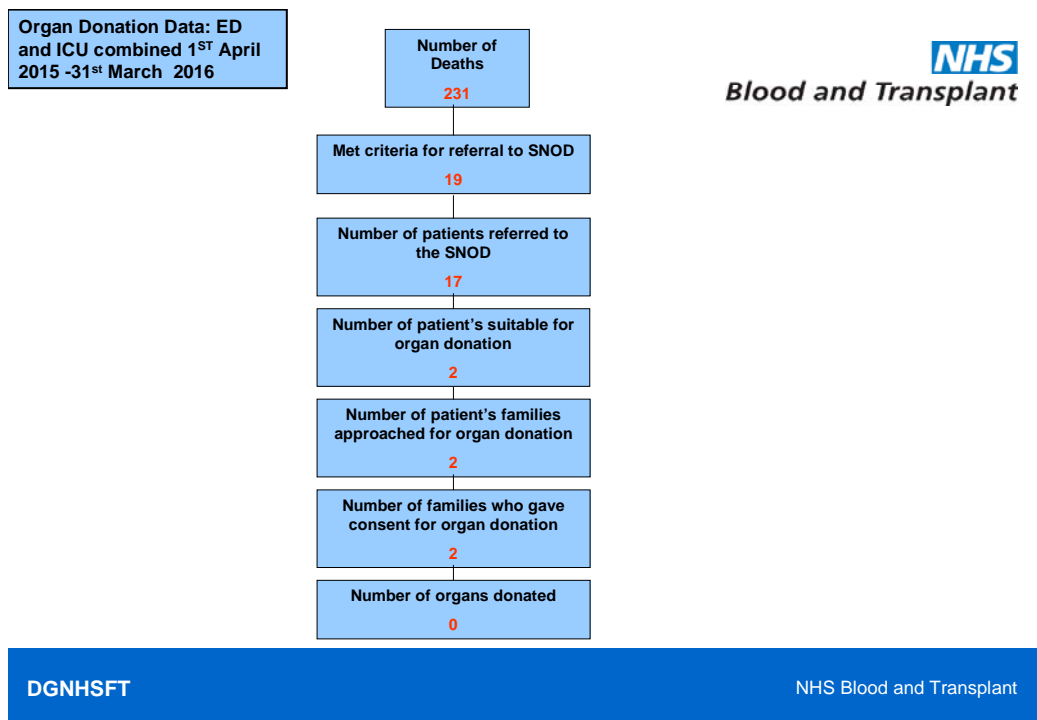 Organ Donation Data: ED
and ICU combined 1ST April
2015 -31st March 2016
NHS
Blood and Transplant
Number of
Deaths
231
Met criteria for referral to SNOD
19
Number of patients referred to
the SNOD
17
Number of patient's suitable for
organ donation
2
Number of patient's families
approached for organ donation
2
Number of families who gave
consent for organ donation
2
Number of organs donated
0
DGNHSFT
NHS Blood and Transplant